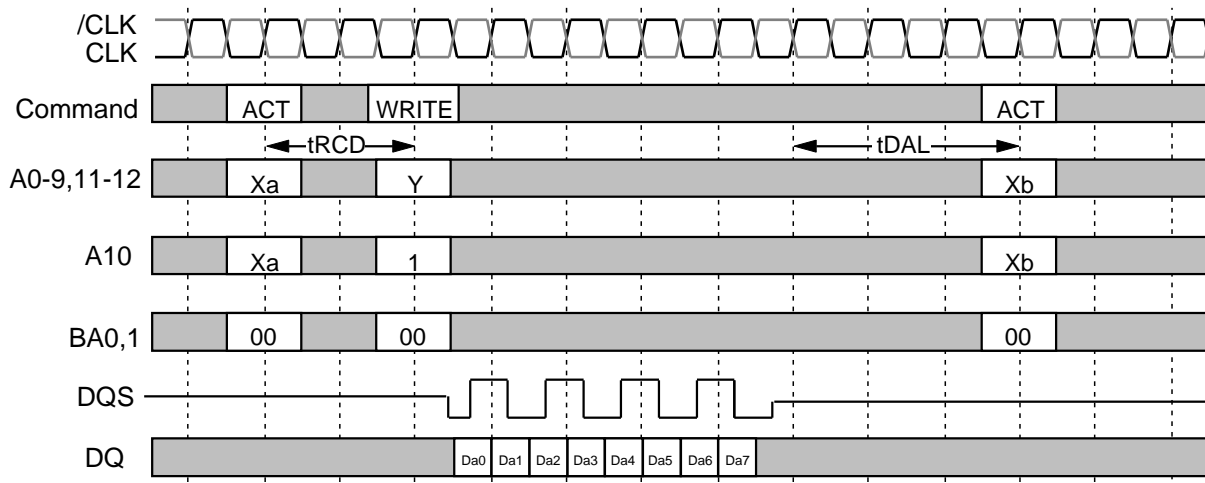 /CLK
CLK
Command ACT WRITE ACT
tRCD tDAL
A0-9,11-12 Xa Y Xb
A10 Xa 1 Xb
BA0,1 00 00 00
DQS
DQ Da0 Da1 Da2 Da3 Da4 Da5 Da6 Da7